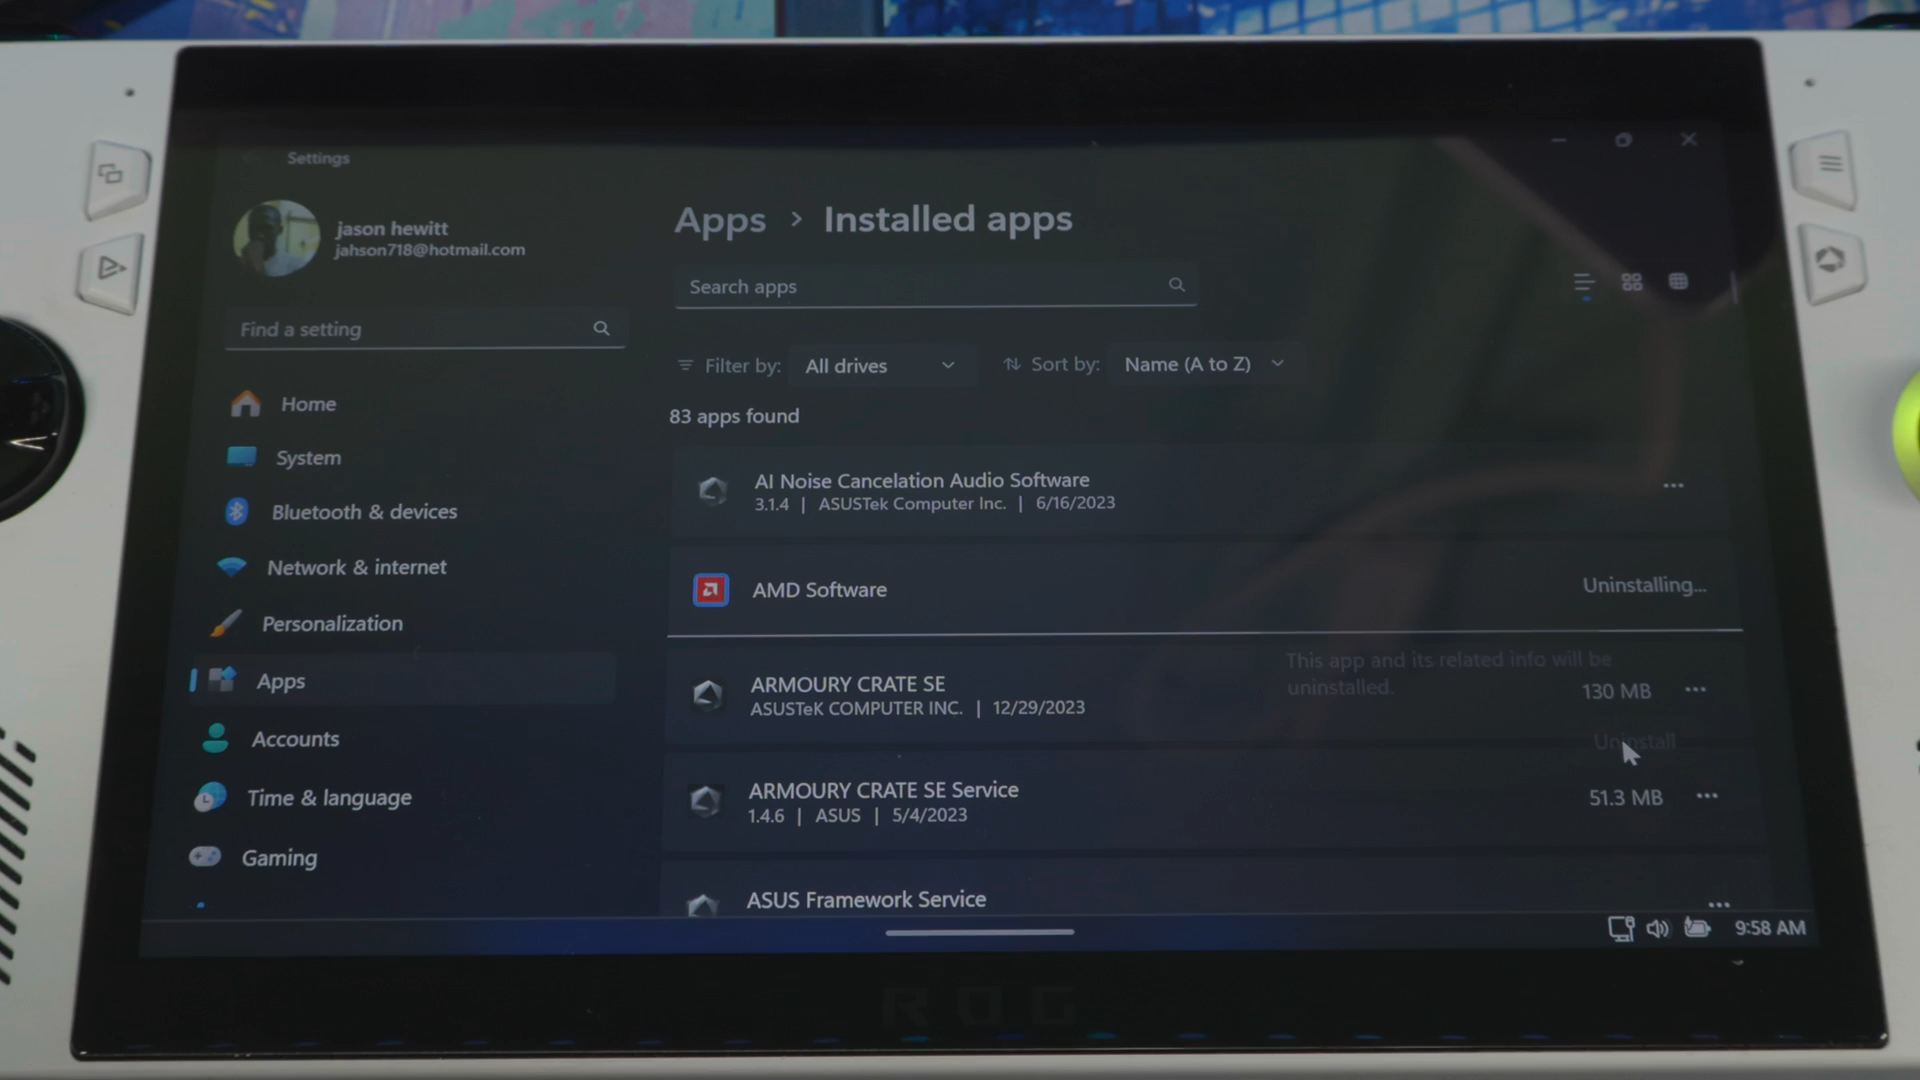 Settings
jason hewitt
jahson718@hotmail.com
Find a setting
Home
System
Bluetooth & devices
Network & internet
Personalization
Apps
Accounts
Time & language
Gaming
Apps > Installed apps
Search apps
Filter by: All drives
Sort by: Name (A to Z)
83 apps found
AI Noise Cancelation Audio Software
3.1.4 | ASUSTek Computer Inc. | 6/16/2023
AMD Software
Uninstalling...
This app and its related info will be
uninstalled.
Uninstall
ARMOURY CRATE SE
ASUSTeK COMPUTER INC. | 12/29/2023
130 MB
ARMOURY CRATE SE Service
1.4.6 | ASUS | 5/4/2023
51.3 MB
ASUS Framework Service
9:58 AM
ROG